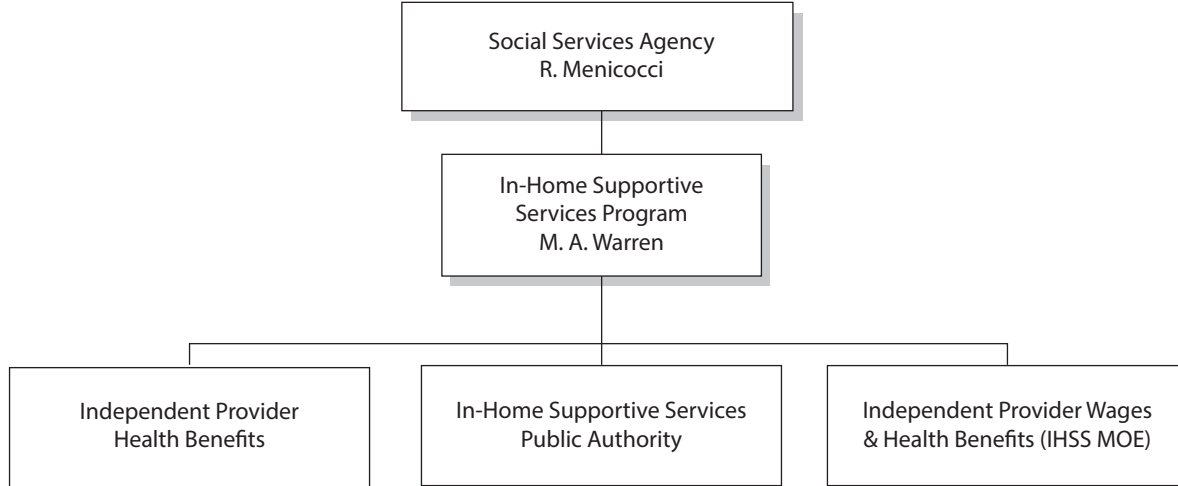 Social Services Agency
R. Menicocci
In-Home Supportive
Services Program
M. A. Warren
Independent Provider
Health Benefits
In-Home Supportive Services
Public Authority
Independent Provider Wages
& Health Benefits (IHSS MOE)